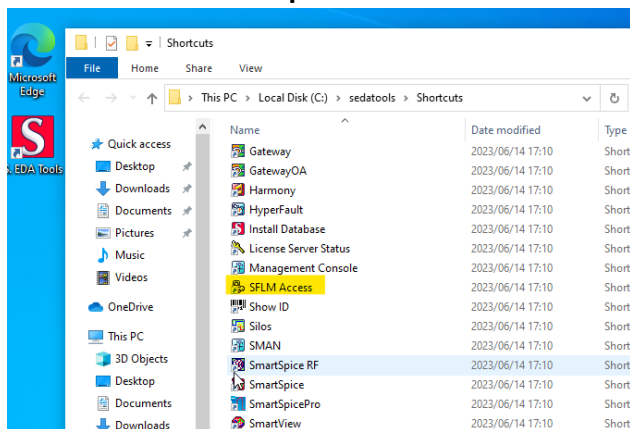 Shortcuts
File Home Share View
This PC > Local Disk (C:) > sedatools > Shortcuts
Microsoft
Edge
S
S. EDA Tools
Quick access
Desktop
Downloads
Documents
Pictures
Music
Videos
OneDrive
This PC
3D Objects
Desktop
Documents
Downloads
Name Date modified Type
Gateway 2023/06/14 17:10 Short
GatewayOA 2023/06/14 17:10 Short
Harmony 2023/06/14 17:10 Short
HyperFault 2023/06/14 17:10 Short
Install Database 2023/06/14 17:10 Short
License Server Status 2023/06/14 17:10 Short
Management Console 2023/06/14 17:10 Short
SFLM Access 2023/06/14 17:10 Short
Show ID 2023/06/14 17:10 Short
Silos 2023/06/14 17:10 Short
SMAN 2023/06/14 17:10 Short
SmartSpice RF 2023/06/14 17:10 Short
SmartSpice 2023/06/14 17:10 Short
SmartSpicePro 2023/06/14 17:10 Short
SmartView 2023/06/14 17:10 Short